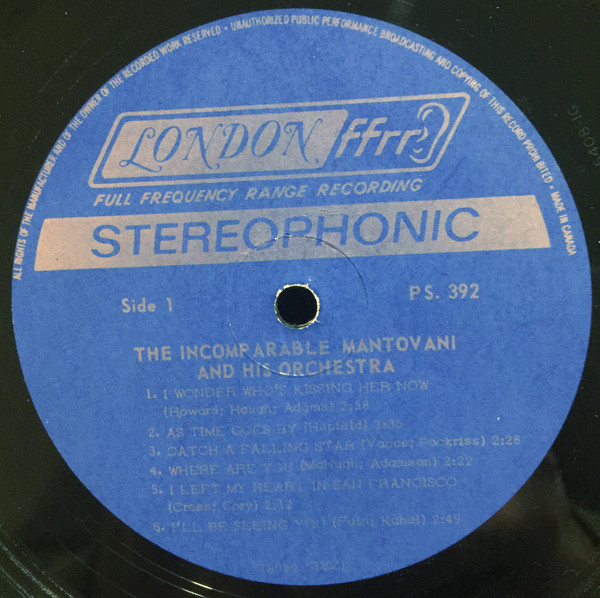 ALL RIGHTS OF THE MANUFACTURER AND OF THE OWNER OF THE RECORDED WORK RESERVED • UNAUTHORIZED PUBLIC PERFORMANCE BROADCASTING AND COPYING OF THIS RECORD PROHIBITED • MADE IN CANADA
LONDON ffrr
FULL FREQUENCY RANGE RECORDING
STEREOPHONIC
Side 1 PS. 392
THE INCOMPARABLE MANTOVANI
AND HIS ORCHESTRA
1. I WONDER WHO'S KISSING HER NOW
(Howard; Hough; Adams) 2:58
2. AS TIME GOES BY (Hupfeld) 3:35
3. CATCH A FALLING STAR (Vance; Pockriss) 2:28
4. WHERE ARE YOU (McHugh; Adamson) 2:22
5. I LEFT MY HEART IN SAN FRANCISCO
(Cross; Cory) 2:12
6. I'LL BE SEEING YOU (Fain; Kahal) 2:49